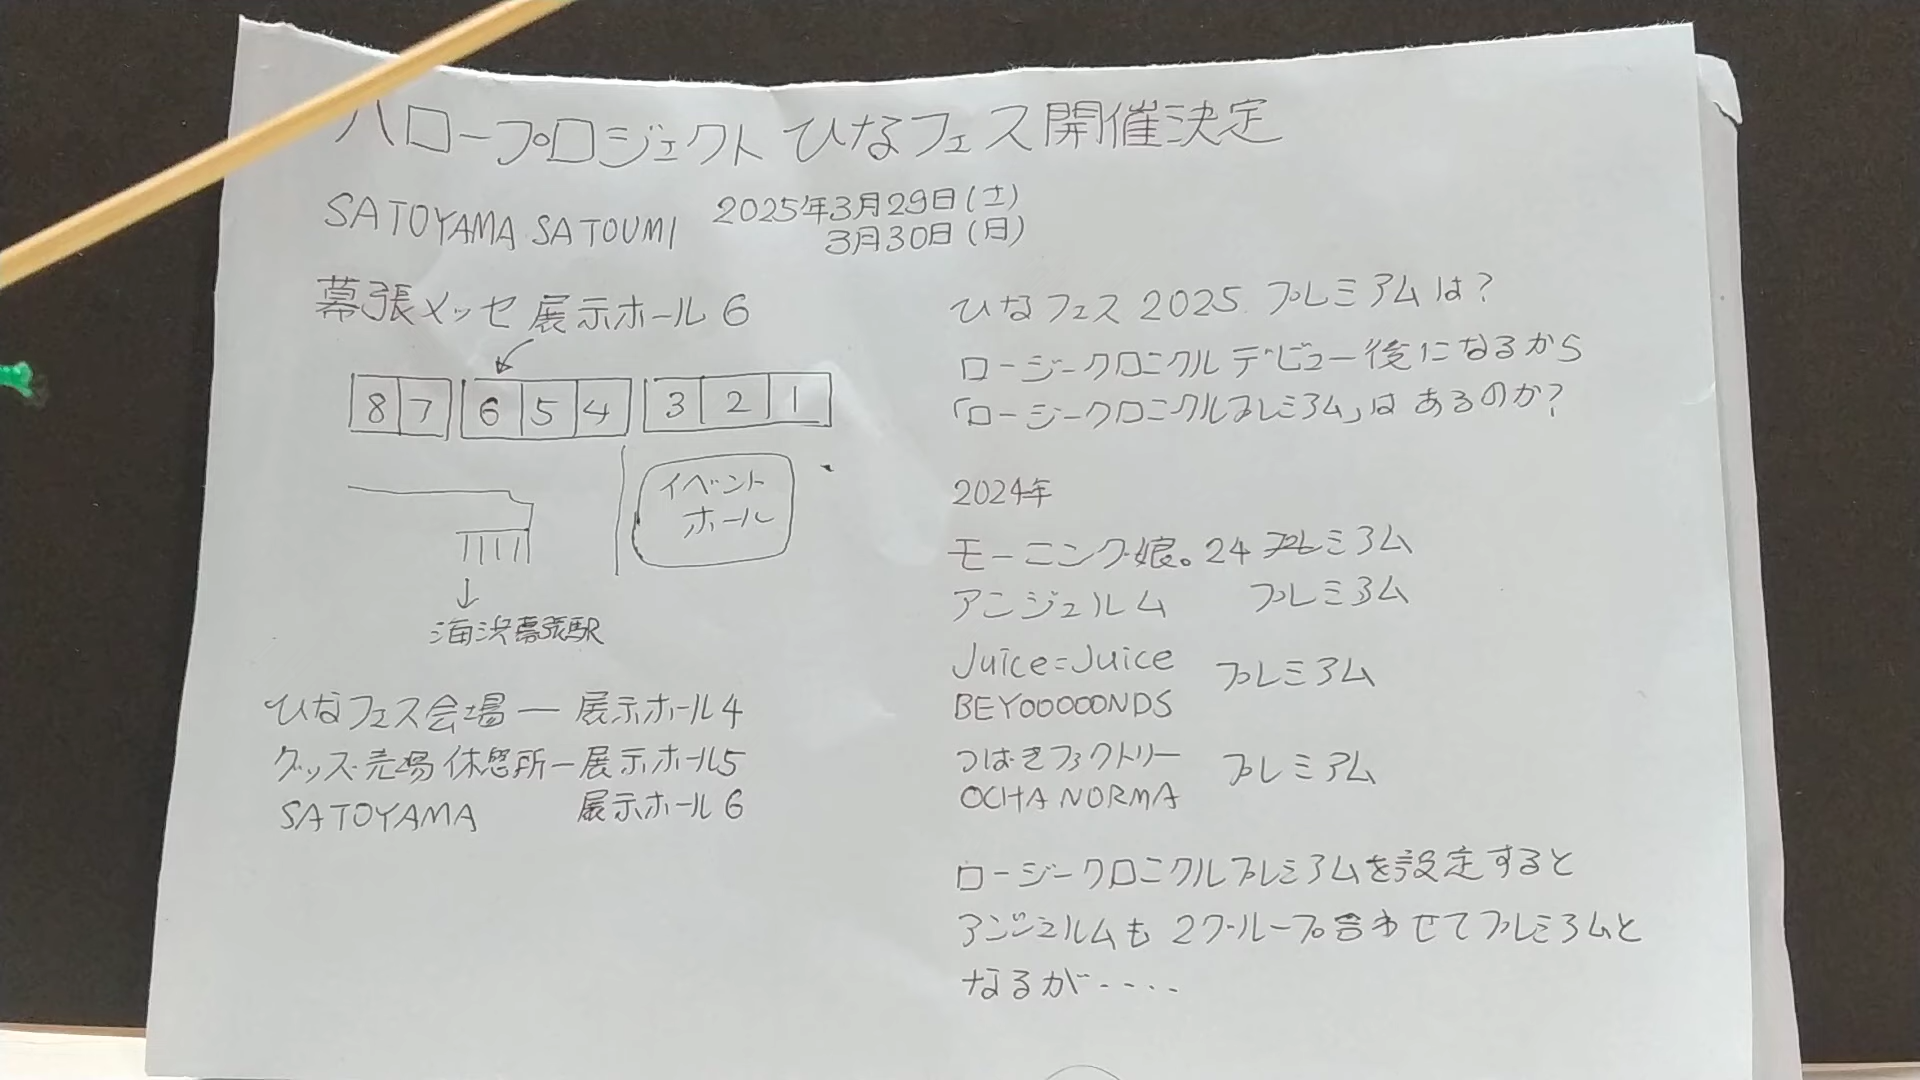 ハロープロジェクト ひなフェス開催決定
SATOYAMA SATOUMI 2025年3月29日(土)
3月30日(日)
幕張メッセ 展示ホール6
8 7 6 5 4 3 2 1
イベント
ホール
海浜幕張駅
ひなフェス会場 ― 展示ホール4
グッズ売場 休憩所 ― 展示ホール5
SATOYAMA 展示ホール6
ひなフェス 2025 プレミアムは?
ロージークロニクル デビュー後になるから
「ロージークロニクルプレミアム」は あるのか?
2024年
モーニング娘。24 プレミアム
アンジュルム プレミアム
Juice=Juice プレミアム
BEYOOOOONDS
つばきファクトリー プレミアム
OCHA NORMA
ロージークロニクルプレミアムを設定すると
アンジュルムも 2グループ合わせてプレミアムと
なるが・・・・